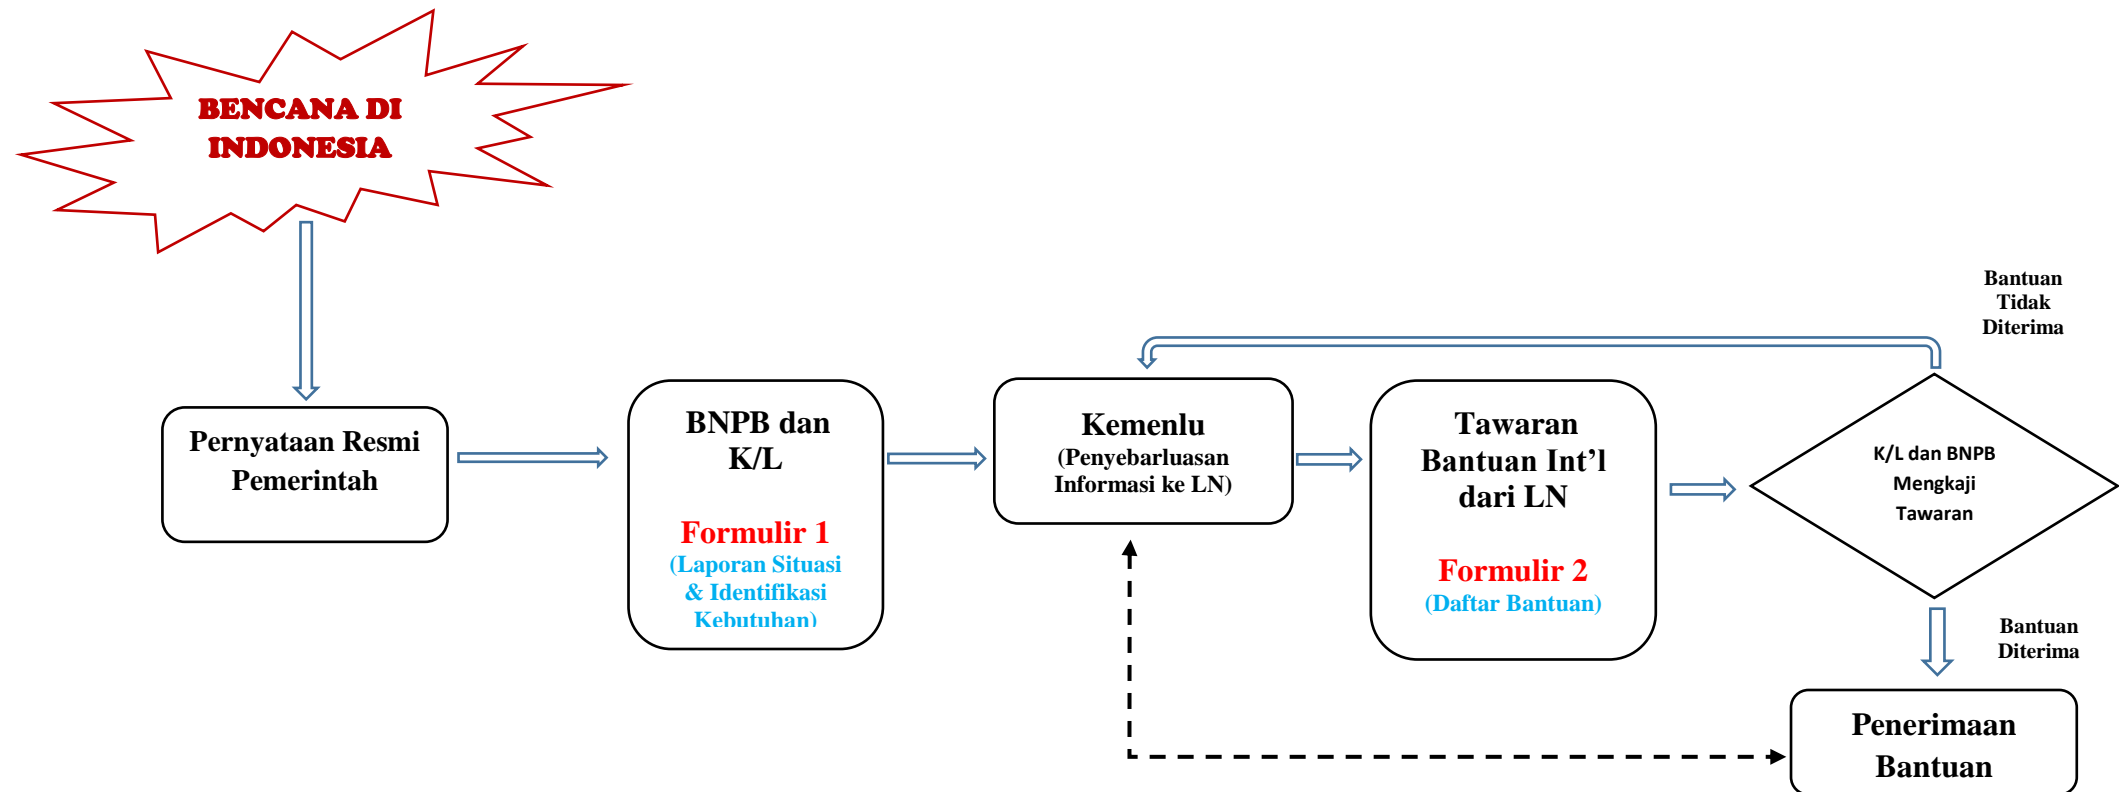 BENCANA DI
INDONESIA
Pernyataan Resmi
Pemerintah
BNPB dan
K/L
Formulir 1
(Laporan Situasi
& Identifikasi
Kebutuhan)
Kemenlu
(Penyebarluasan
Informasi ke LN)
Tawaran
Bantuan Int’l
dari LN
Formulir 2
(Daftar Bantuan)
K/L dan BNPB
Mengkaji
Tawaran
Bantuan
Tidak
Diterima
Bantuan
Diterima
Penerimaan
Bantuan